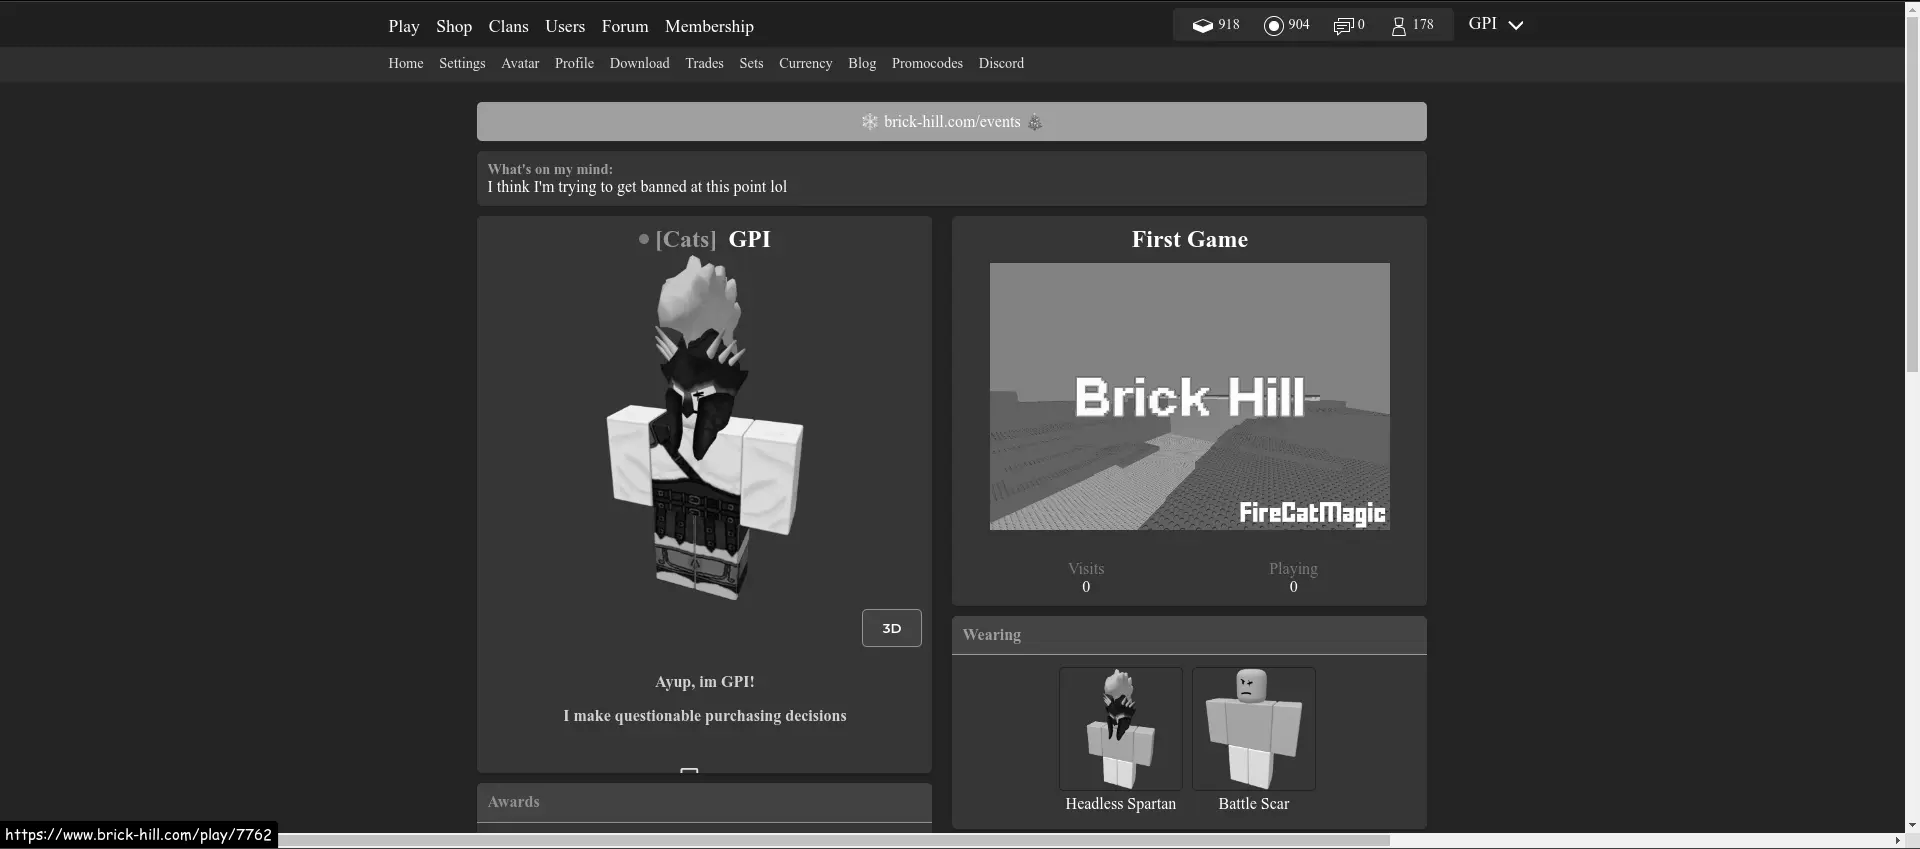 Play Shop Clans Users Forum Membership 918 904 0 178 GPI
Home Settings Avatar Profile Download Trades Sets Currency Blog Promocodes Discord
brick-hill.com/events
What's on my mind:
I think I'm trying to get banned at this point lol
[Cats] GPI
3D
Ayup, im GPI!
I make questionable purchasing decisions
Awards
First Game
Brick Hill
FireCatMagic
Visits Playing
0 0
Wearing
Headless Spartan Battle Scar
https://www.brick-hill.com/play/7762